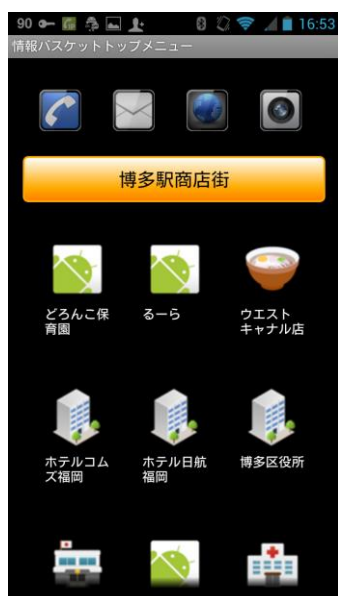 90 16:53
情報バスケットトップメニュー
博多駅商店街
どろんこ保
育園
るーら
ウエスト
キャナル店
ホテルコム
ズ福岡
ホテル日航
福岡
博多区役所